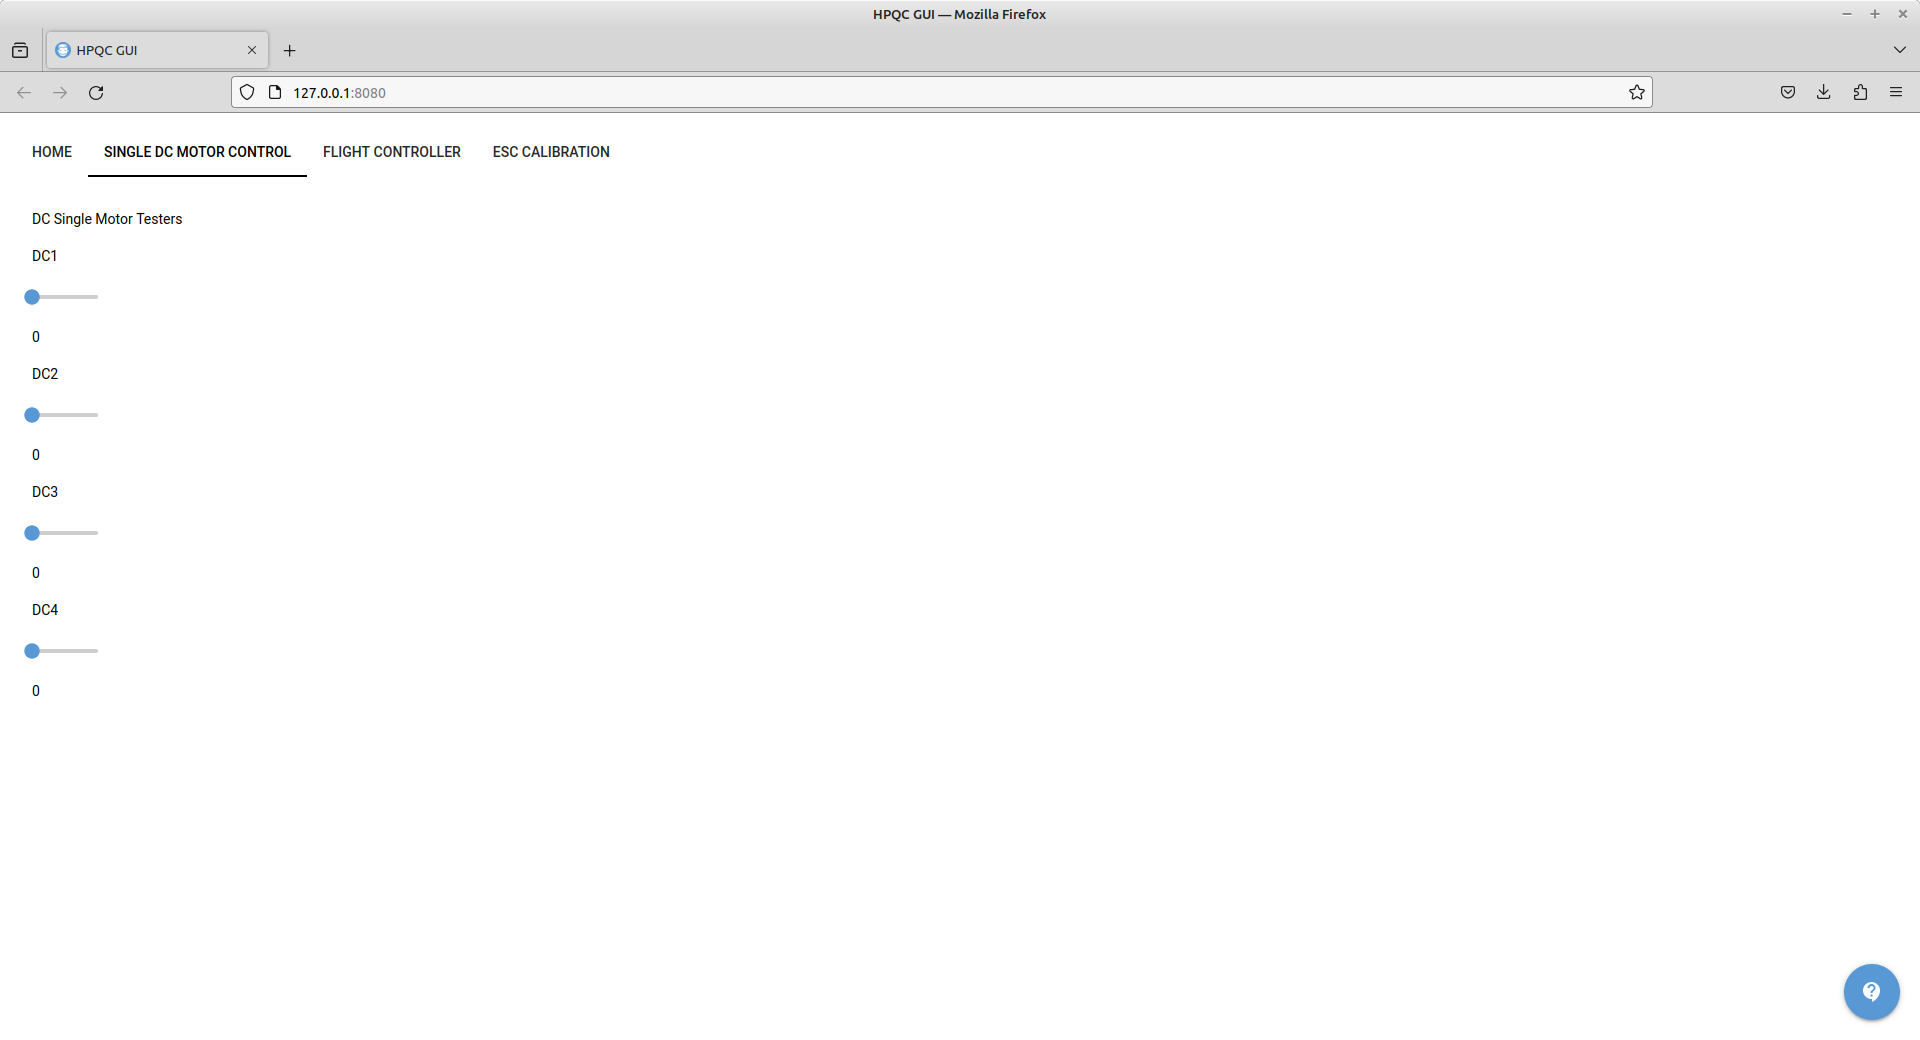 HPQC GUI — Mozilla Firefox
HPQC GUI
127.0.0.1:8080
HOME SINGLE DC MOTOR CONTROL FLIGHT CONTROLLER ESC CALIBRATION
DC Single Motor Testers
DC1
0
DC2
0
DC3
0
DC4
0